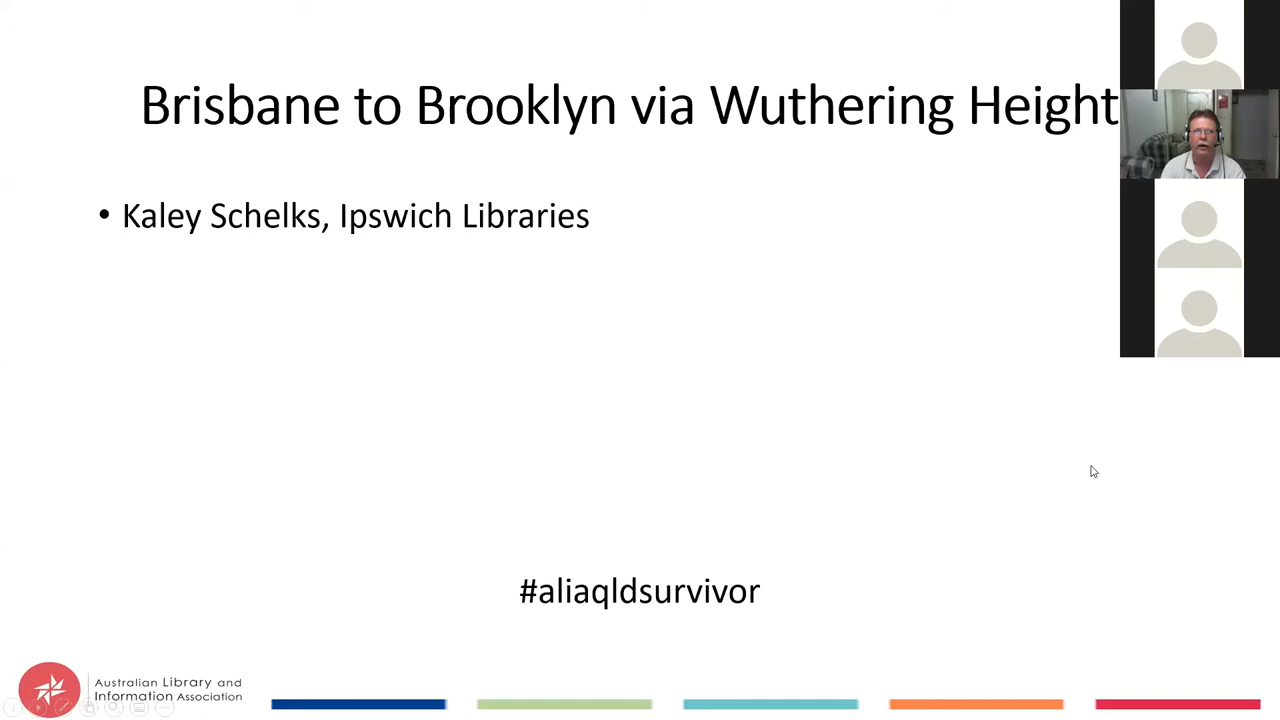 Brisbane to Brooklyn via Wuthering Height
• Kaley Schelks, Ipswich Libraries
#aliaqldsurvivor
Australian Library and
Information Association